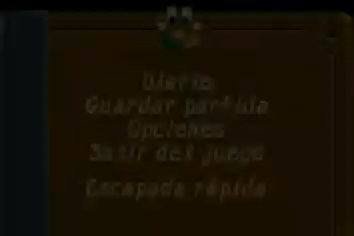 Diario
Guardar partida
Opciones
Salir del juego
Escapada rápida